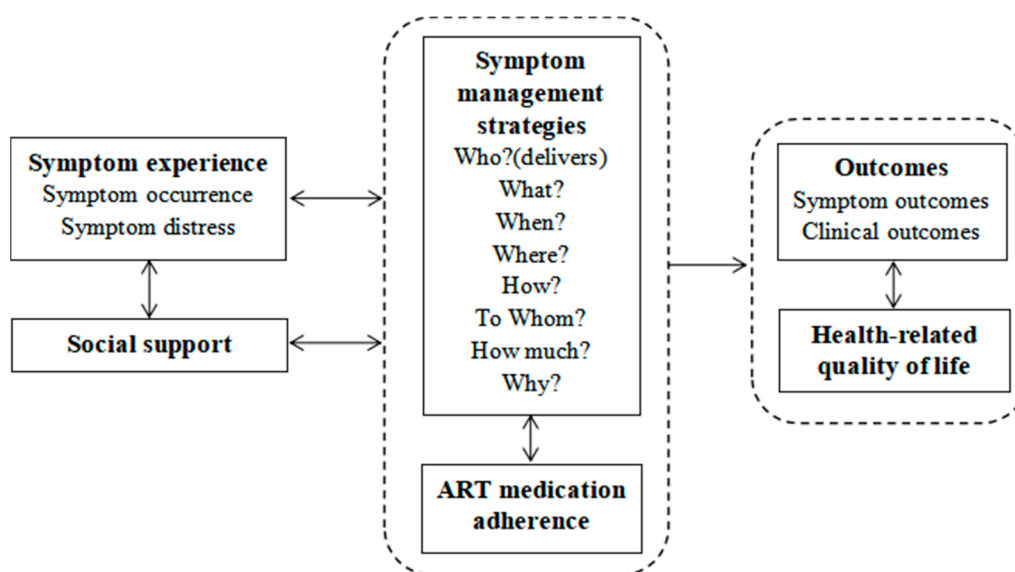 Symptom experience
Symptom occurrence
Symptom distress
Social support
Symptom
management
strategies
Who?(delivers)
What?
When?
Where?
How?
To Whom?
How much?
Why?
ART medication
adherence
Outcomes
Symptom outcomes
Clinical outcomes
Health-related
quality of life